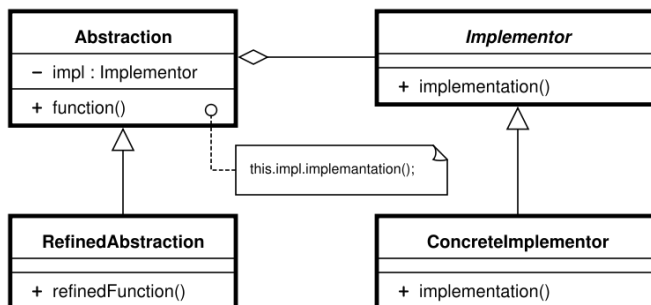 Abstraction
– impl : Implementor
+ function()
Implementor
+ implementation()
this.impl.implemantation();
RefinedAbstraction
+ refinedFunction()
ConcreteImplementor
+ implementation()